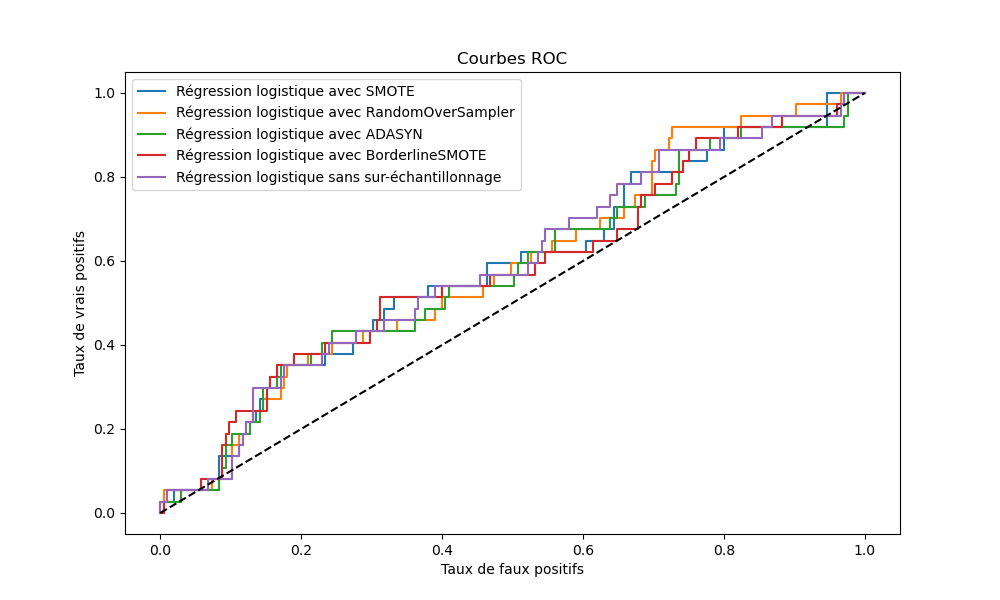 Courbes ROC
Régression logistique avec SMOTE
Régression logistique avec RandomOverSampler
Régression logistique avec ADASYN
Régression logistique avec BorderlineSMOTE
Régression logistique sans sur-échantillonnage
Taux de vrais positifs
1.0
0.8
0.6
0.4
0.2
0.0
0.0 0.2 0.4 0.6 0.8 1.0
Taux de faux positifs